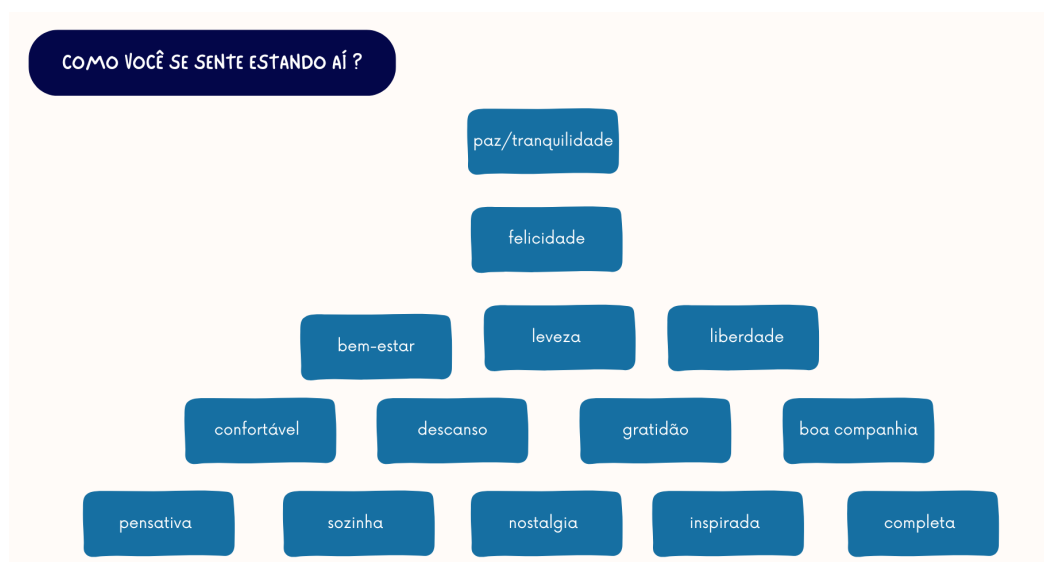 COMO VOCÊ SE SENTE ESTANDO AÍ ?
paz/tranquilidade
felicidade
bem-estar
leveza
liberdade
confortável
descanso
gratidão
boa companhia
pensativa
sozinha
nostalgia
inspirada
completa